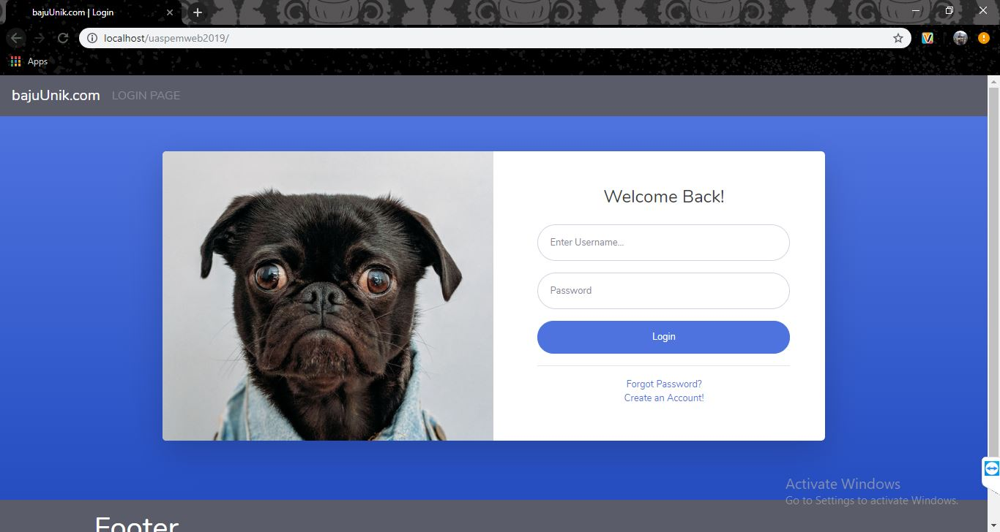 bajuUnik.com | Login
localhost/uaspemweb2019/
Apps
bajuUnik.com LOGIN PAGE
Welcome Back!
Enter Username...
Password
Login
Forgot Password?
Create an Account!
Activate Windows
Go to Settings to activate Windows.
Footer